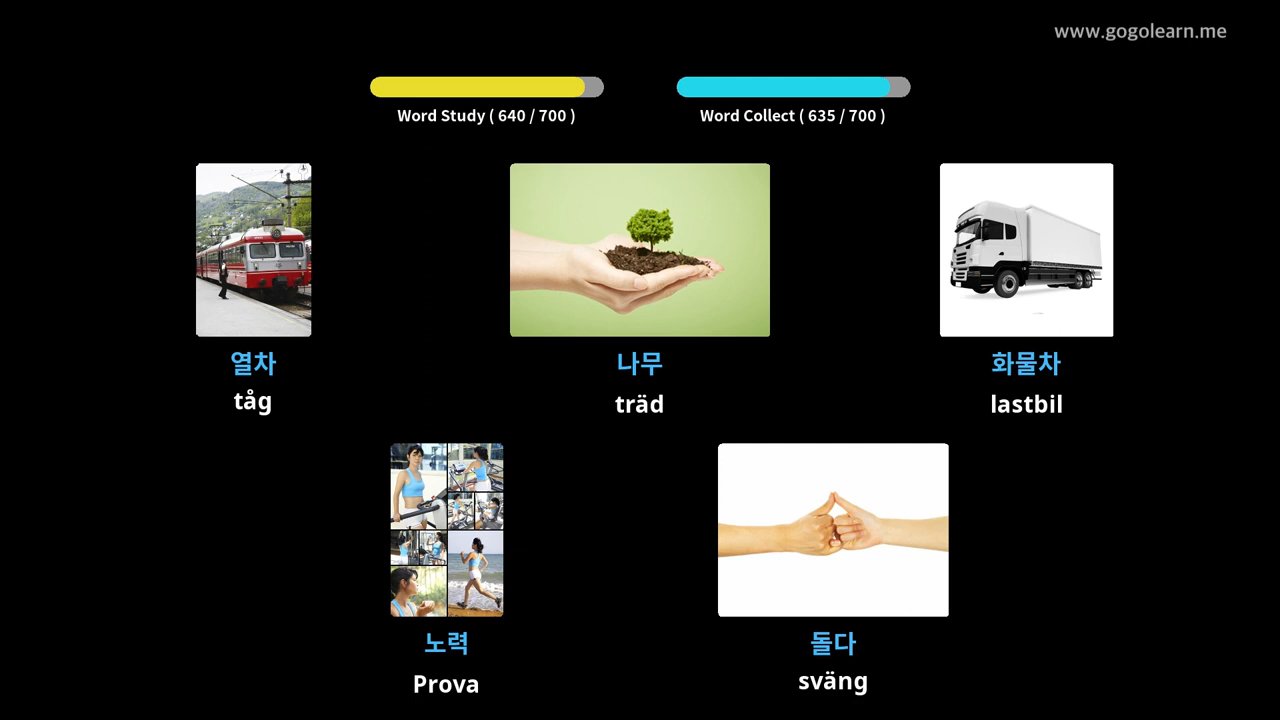 www.gogolearn.me
Word Study ( 640 / 700 )
Word Collect ( 635 / 700 )
열차
tåg
나무
träd
화물차
lastbil
노력
Prova
돌다
sväng